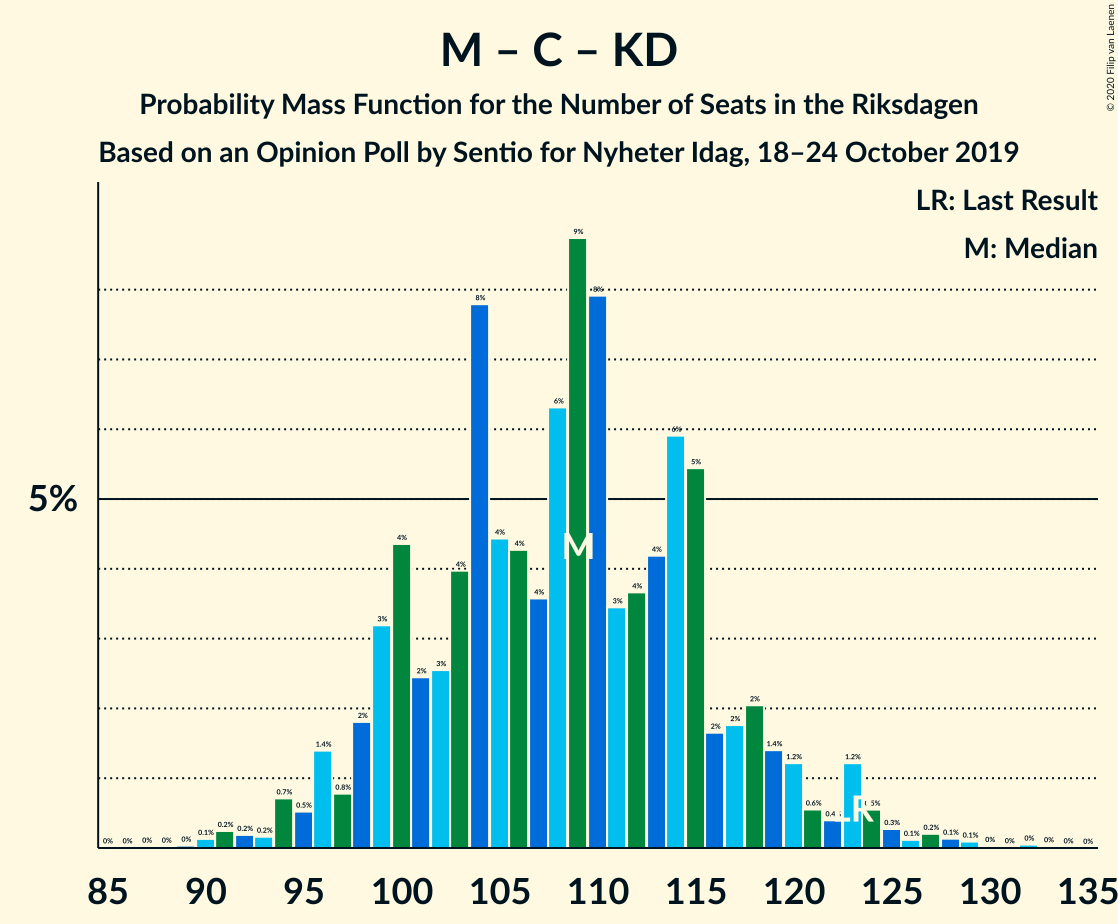 M – C – KD
Probability Mass Function for the Number of Seats in the Riksdagen
Based on an Opinion Poll by Sentio for Nyheter Idag, 18–24 October 2019
© 2020 Filip van Laenen
LR: Last Result
M: Median
5%
0% 0% 0% 0% 0% 0.1% 0.2% 0.2% 0.2% 0.7% 0.5% 1.4% 0.8% 2% 3% 4% 2% 3% 4% 8% 4% 4% 4% 6% 9% 8% 3% 4% 4% 6% 5% 2% 2% 2% 1.4% 1.2% 0.6% 1.2% 0.3% 0.1% 0.2% 0.1% 0.1% 0% 0% 0% 0% 0% 0%
M
LR
85 90 95 100 105 110 115 120 125 130 135